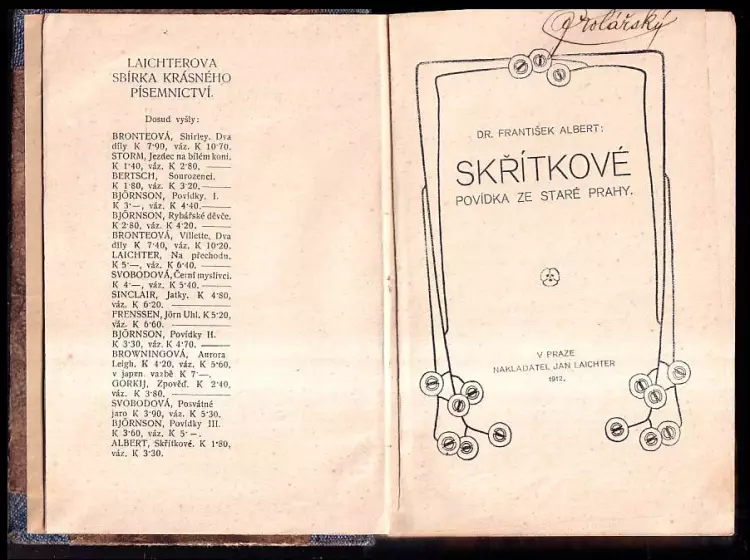 LAICHTEROVA
SBÍRKA KRÁSNÉHO
PÍSEMNICTVÍ.
Dosud vyšly:
BRONTEOVÁ, Shirley. Dva
díly K 7·90, váz. K 10·70.
STORM, Jezdec na bílém koni.
K 1·40, váz. K 2·80.
BERTSCH, Sourozenci.
K 1·80, váz. K 3·20.
BJÖRNSON, Povídky. I.
K 3·—, váz. K 4·40.
BJÖRNSON, Rybářské děvče.
K 2·80, váz. K 4·20.
BRONTEOVÁ, Villette, Dva
díly K 7·40, váz. K 10·20.
LAICHTER, Na přechodu.
K 5·—, váz. K 6·40.
SVOBODOVÁ, Černí myslivci.
K 4·—, váz. K 5·40.
SINCLAIR, Jatky. K 4·80,
váz. K 6·20.
FRENSSEN, Jörn Uhl. K 5·20,
váz. K 6·60.
BJÖRNSON, Povídky II.
K 3·30, váz. K 4·70.
BROWNINGOVÁ, Aurora
Leigh. K 4·20, váz. K 5·60,
v japan. vazbě K 7·—.
GORKIJ, Zpověď. K 2·40,
váz. K 3·80.
SVOBODOVÁ, Posvátné
jaro K 3·90, váz. K 5·30.
BJÖRNSON, Povídky III.
K 3·60, váz. K 5·—.
ALBERT, Skřítkové. K 1·80,
váz. K 3·30.
DR. FRANTIŠEK ALBERT:
SKŘÍTKOVÉ
POVÍDKA ZE STARÉ PRAHY.
V PRAZE
NAKLADATEL JAN LAICHTER
1912.